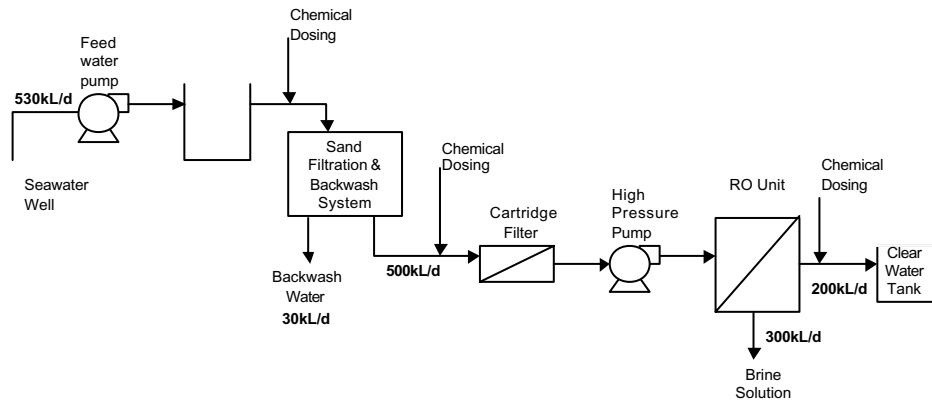 Chemical
Dosing
Feed
water
pump
530kL/d
Seawater
Well
Sand
Filtration &
Backwash
System
Backwash
Water
30kL/d
Chemical
Dosing
500kL/d
Cartridge
Filter
High
Pressure
Pump
RO Unit
Chemical
Dosing
200kL/d
Clear
Water
Tank
300kL/d
Brine
Solution